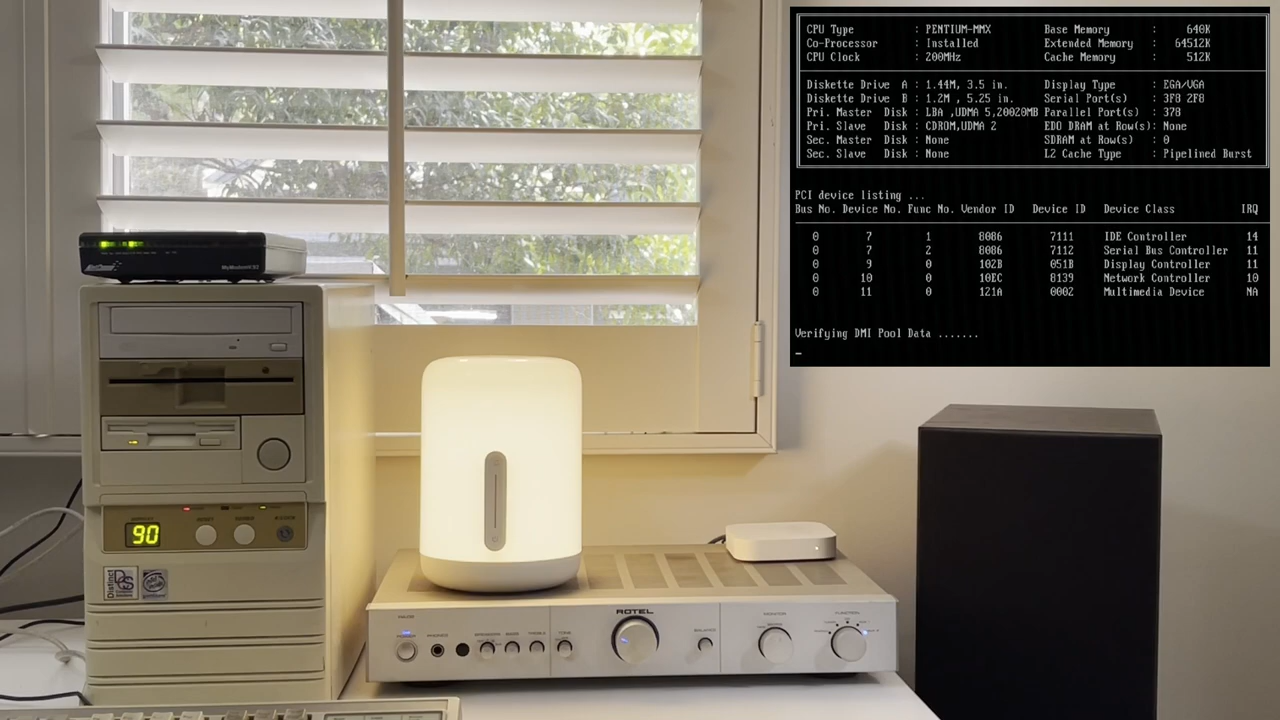 CPU Type : PENTIUM-MMX Base Memory : 640K
Co-Processor : Installed Extended Memory : 64512K
CPU Clock : 200MHz Cache Memory : 512K
Diskette Drive A : 1.44M, 3.5 in. Display Type : EGA/VGA
Diskette Drive B : 1.2M , 5.25 in. Serial Port(s) : 3F8 2F8
Pri. Master Disk : LBA ,UDMA 5,20020MB Parallel Port(s) : 378
Pri. Slave Disk : CDROM,UDMA 2 EDO DRAM at Row(s): None
Sec. Master Disk : None SDRAM at Row(s) : 0
Sec. Slave Disk : None L2 Cache Type : Pipelined Burst
PCI device listing ...
Bus No. Device No. Func No. Vendor ID Device ID Device Class IRQ
0 7 1 8086 7111 IDE Controller 14
0 7 2 8086 7112 Serial Bus Controller 11
0 9 0 102B 051B Display Controller 11
0 10 0 10EC 8139 Network Controller 10
0 11 0 121A 0002 Multimedia Device NA
Verifying DMI Pool Data .......
90
ROTEL
PHONES
SPEAKERS
BASS
TONE
BALANCE
MONITOR
FUNCTION